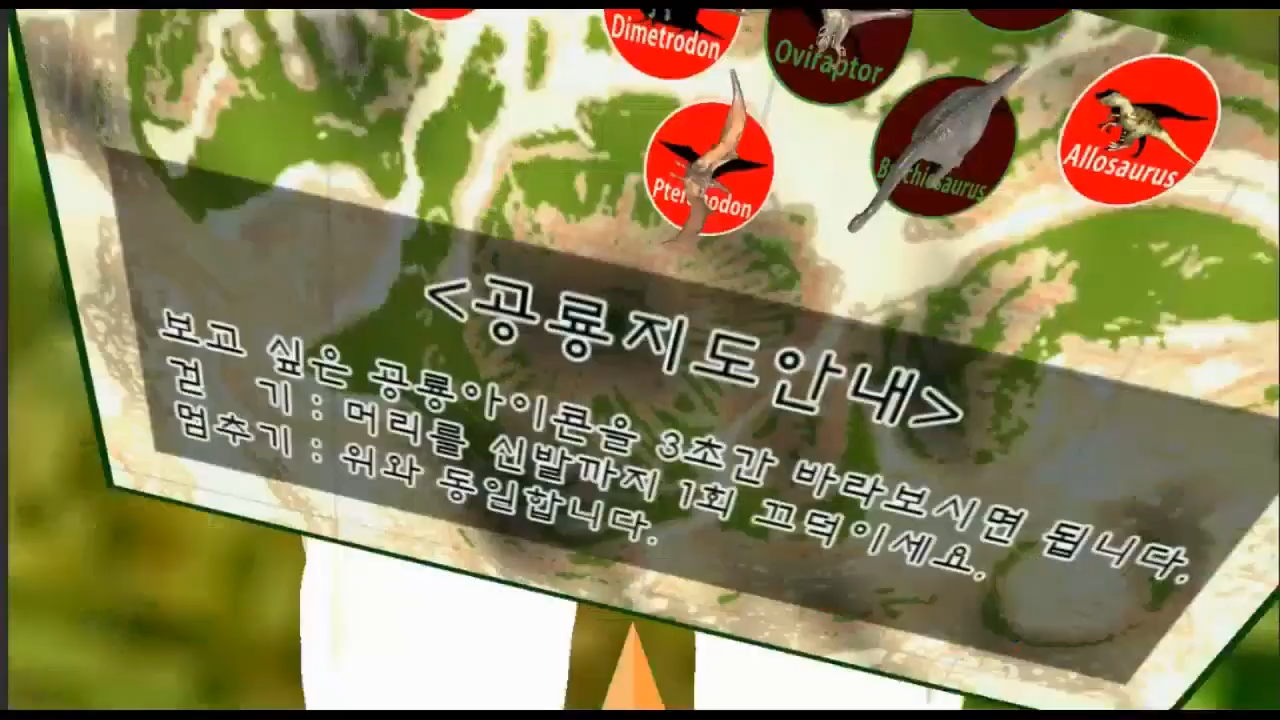 Dimetrodon
Oviraptor
Allosaurus
<공룡지도안내>
보고 싶은 공룡아이콘을 3초간 바라보시면 됩니다.
걷 기 : 머리를 신발까지 1회 끄덕이세요.
멈추기 : 위와 동일합니다.